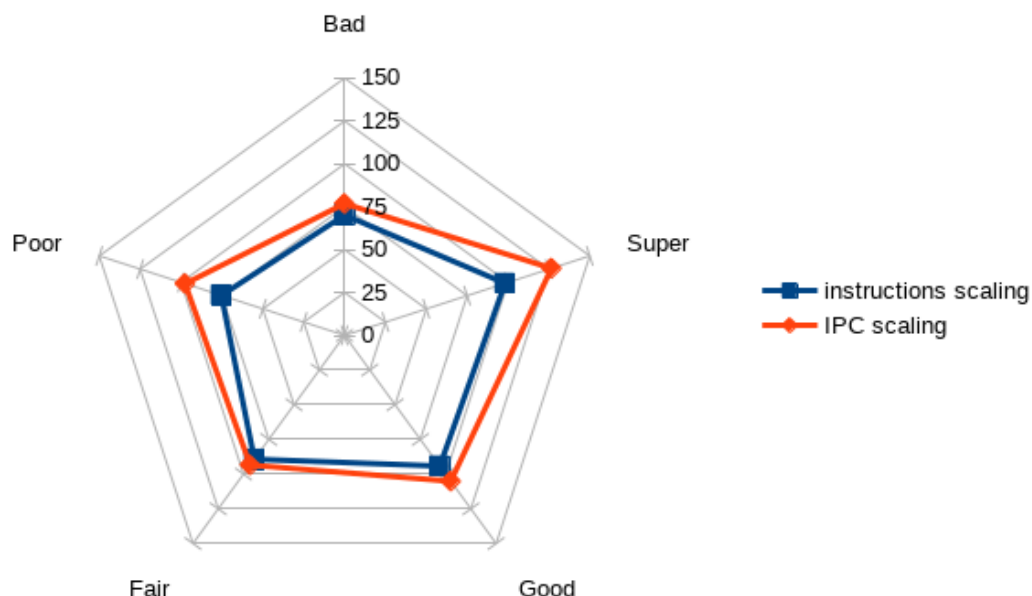 Bad
150
125
100
75
50
25
0
Poor
Super
Fair
Good
instructions scaling
IPC scaling